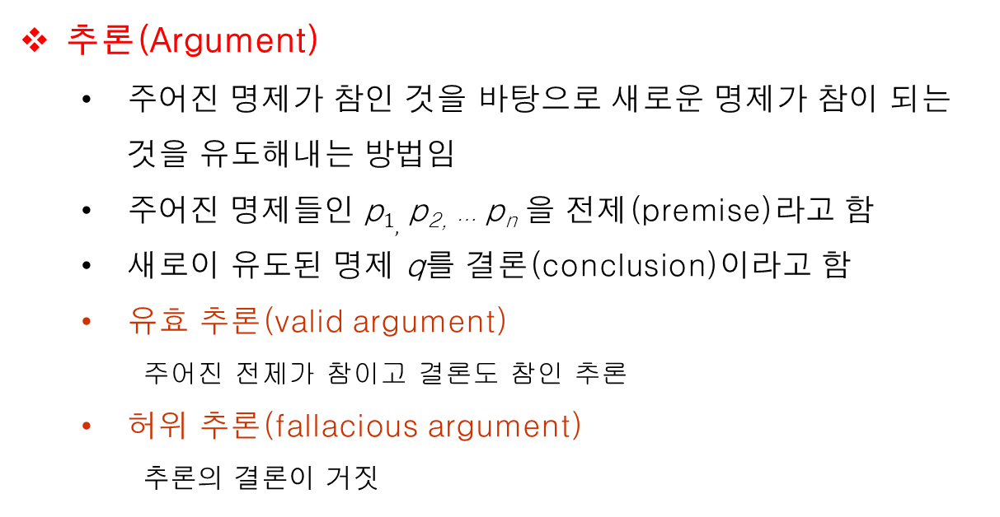 ❖ 추론(Argument)
• 주어진 명제가 참인 것을 바탕으로 새로운 명제가 참이 되는
것을 유도해내는 방법임
• 주어진 명제들인 p1, p2, ... pn 을 전제(premise)라고 함
• 새로이 유도된 명제 q를 결론(conclusion)이라고 함
• 유효 추론(valid argument)
주어진 전제가 참이고 결론도 참인 추론
• 허위 추론(fallacious argument)
추론의 결론이 거짓